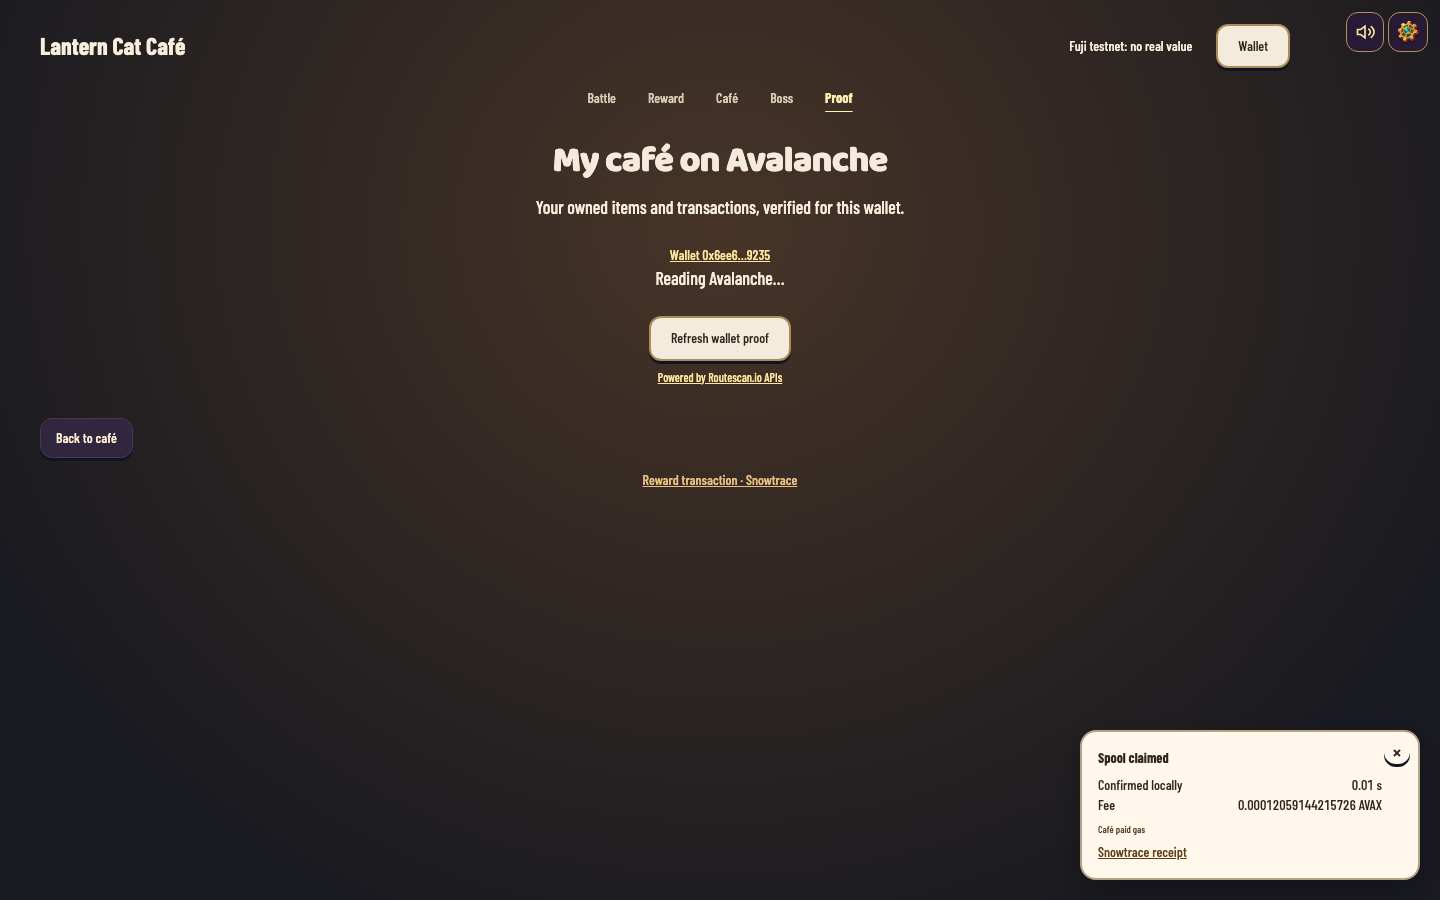 Lantern Cat Café
Fuji testnet: no real value
Wallet
Battle
Reward
Café
Boss
Proof
My café on Avalanche
Your owned items and transactions, verified for this wallet.
Wallet 0x6ee6…9235
Reading Avalanche…
Refresh wallet proof
Powered by Routescan.io APIs
Back to café
Reward transaction · Snowtrace
Spool claimed
×
Confirmed locally 0.01 s
Fee 0.00012059144215726 AVAX
Café paid gas
Snowtrace receipt